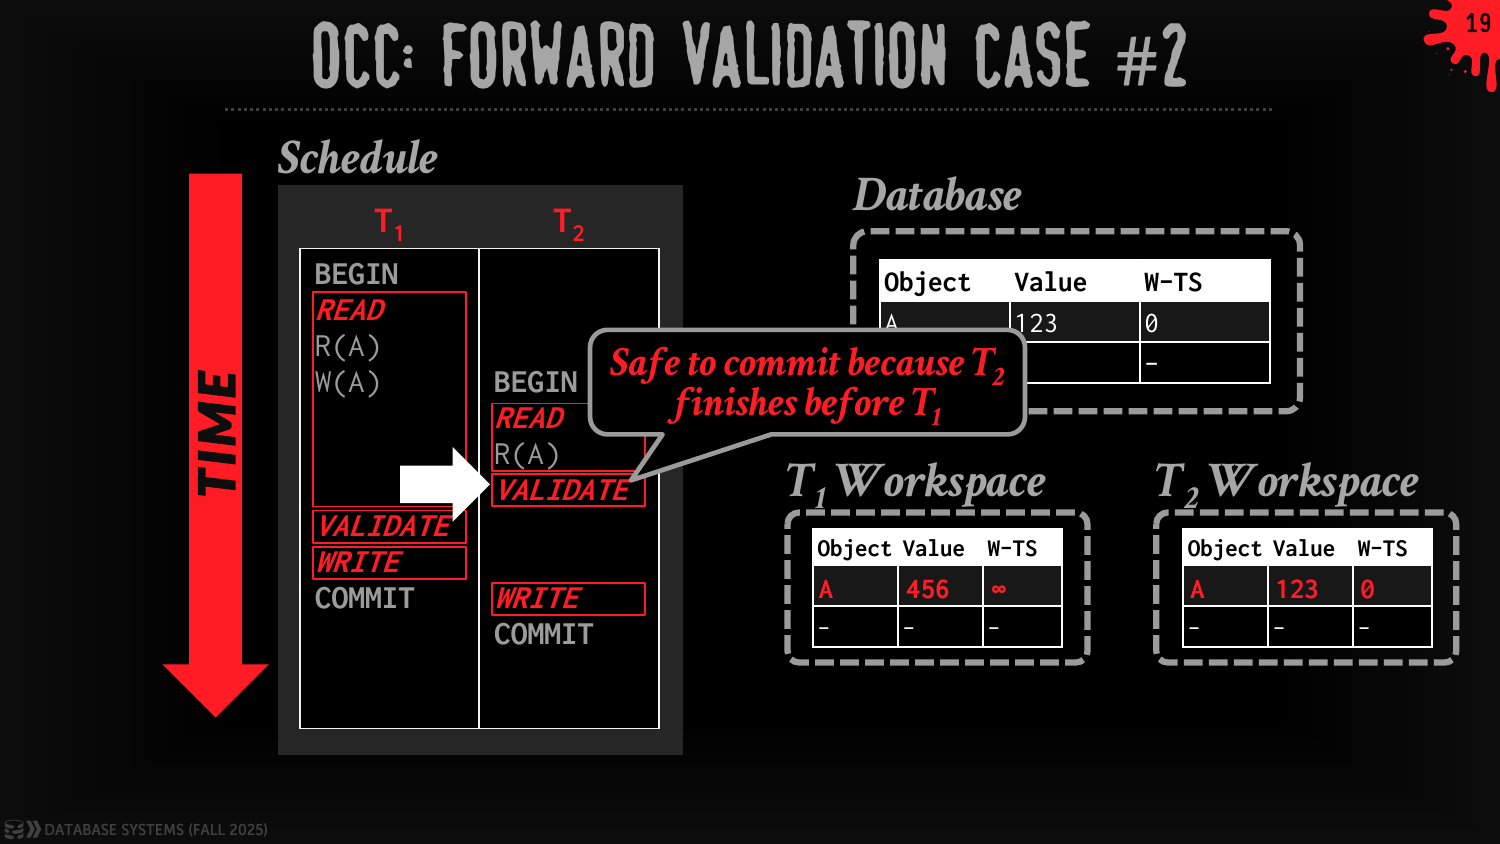 OCC: FORWARD VALIDATION CASE #2
19
Schedule
TIME
T1 T2
BEGIN
READ
R(A)
W(A)
VALIDATE
WRITE
COMMIT
BEGIN
READ
R(A)
VALIDATE
WRITE
COMMIT
Safe to commit because T2
finishes before T1
Database
Object Value W-TS
A 123 0
-
T1 Workspace
Object Value W-TS
A 456 ∞
- - -
T2 Workspace
Object Value W-TS
A 123 0
- - -
DATABASE SYSTEMS (FALL 2025)